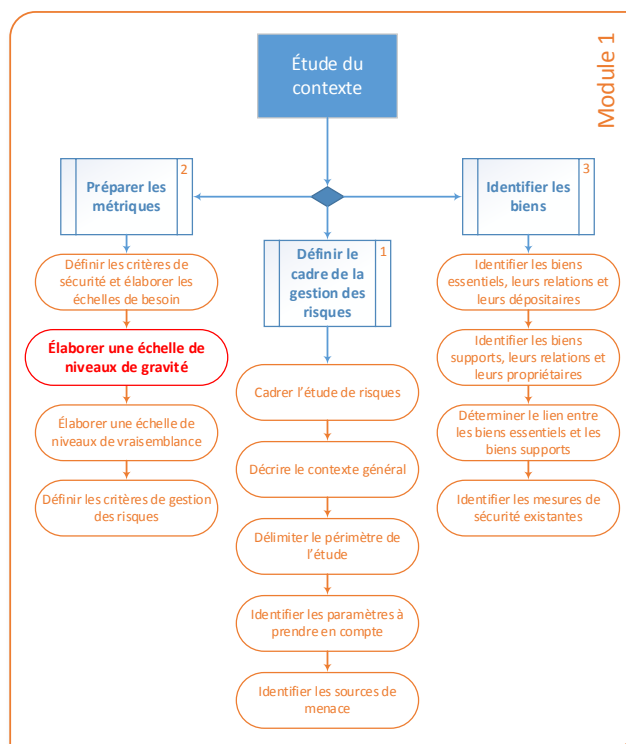 Module 1
Étude du
contexte
2
Préparer les
métriques
Définir les critères de
sécurité et élaborer les
échelles de besoin
Élaborer une échelle de
niveaux de gravité
Élaborer une échelle de
niveaux de vraisemblance
Définir les critères de gestion
des risques
1
Définir le
cadre de la
gestion des
risques
Cadrer l’étude de risques
Décrire le contexte général
Délimiter le périmètre de
l’étude
Identifier les paramètres à
prendre en compte
Identifier les sources de
menace
3
Identifier les
biens
Identifier les biens
essentiels, leurs relations et
leurs dépositaires
Identifier les biens
supports, leurs relations et
leurs propriétaires
Déterminer le lien entre
les biens essentiels et les
biens supports
Identifier les mesures de
sécurité existantes